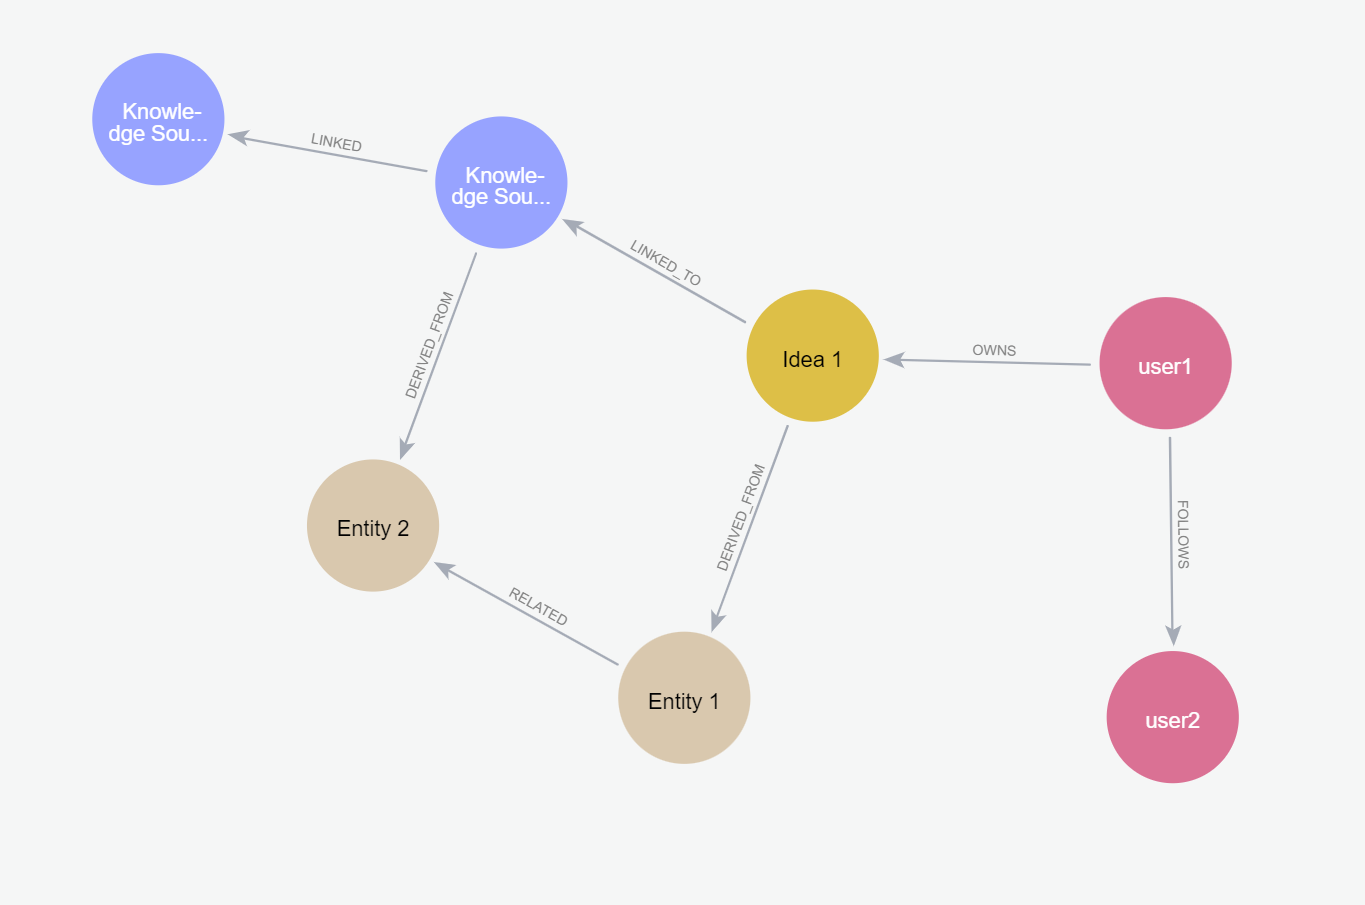 Knowle-
dge Sou...
LINKED
Knowle-
dge Sou...
LINKED_TO
DERIVED_FROM
OWNS
Idea 1
user1
DERIVED_FROM
FOLLOWS
Entity 2
RELATED
Entity 1
user2